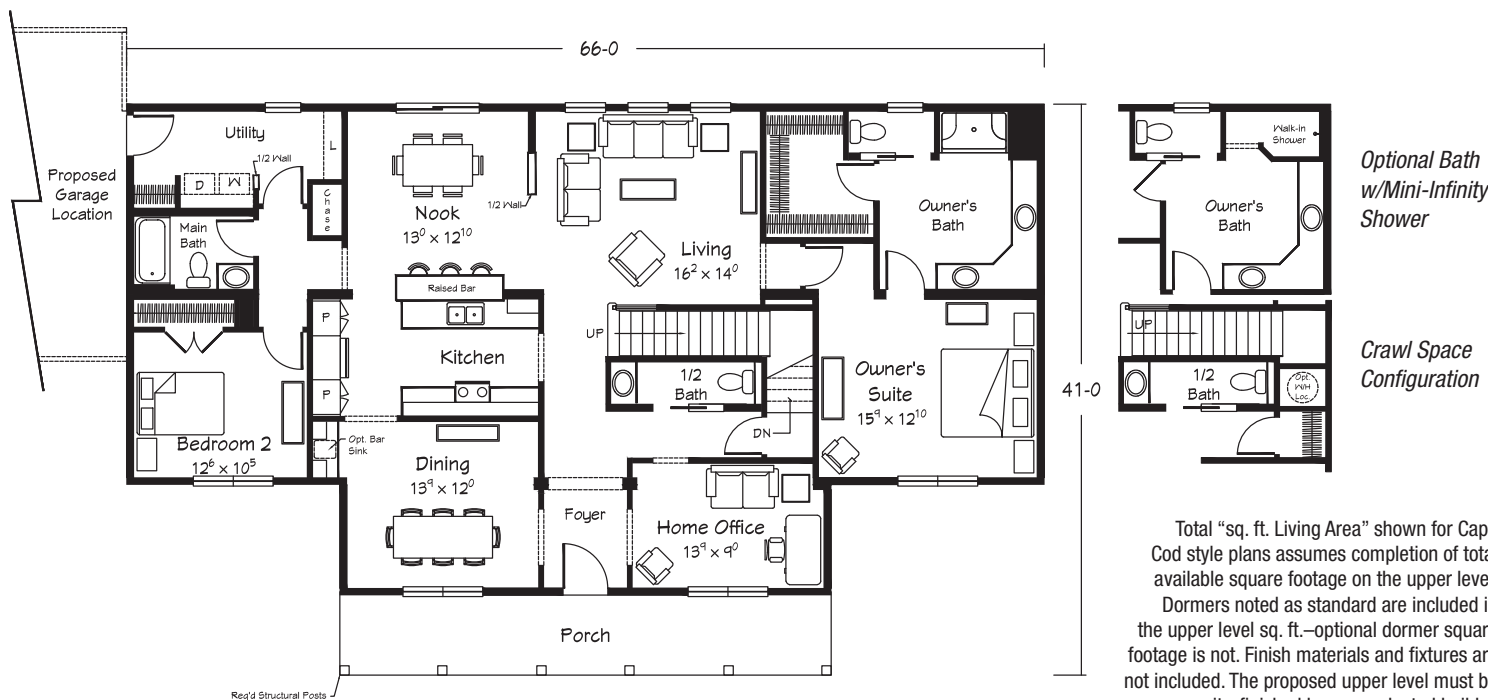 66-0
Utility
1/2 Wall
L
D
W
Chase
Proposed
Garage
Location
Main
Bath
Nook
13⁰ x 12¹⁰
1/2 Wall
Living
16² x 14⁰
Owner's
Bath
Raised Bar
UP
P
Kitchen
P
1/2
Bath
DN
Owner's
Suite
15⁹ x 12¹⁰
41-0
Bedroom 2
12⁶ x 10⁵
Opt. Bar
Sink
Dining
13⁹ x 12⁰
Foyer
Home Office
13⁹ x 9⁰
Porch
Req'd Structural Posts
Walk-In
Shower
Owner's
Bath
Optional Bath
w/Mini-Infinity
Shower
UP
1/2
Bath
Opt.
W/H
Loc.
Crawl Space
Configuration
Total “sq. ft. Living Area” shown for Cap
Cod style plans assumes completion of tota
available square footage on the upper leve
Dormers noted as standard are included i
the upper level sq. ft.–optional dormer squar
footage is not. Finish materials and fixtures ar
not included. The proposed upper level must b